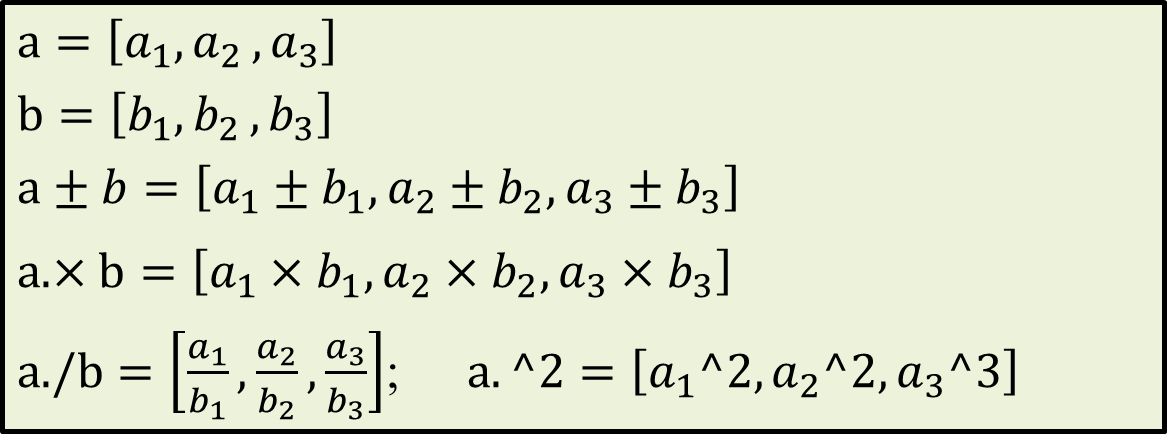 a = [a₁, a₂ , a₃]
b = [b₁, b₂ , b₃]
a ± b = [a₁ ± b₁, a₂ ± b₂, a₃ ± b₃]
a.× b = [a₁ × b₁, a₂ × b₂, a₃ × b₃]
a./b = [a₁/b₁, a₂/b₂, a₃/b₃]; a. ^2 = [a₁^2, a₂^2, a₃^3]